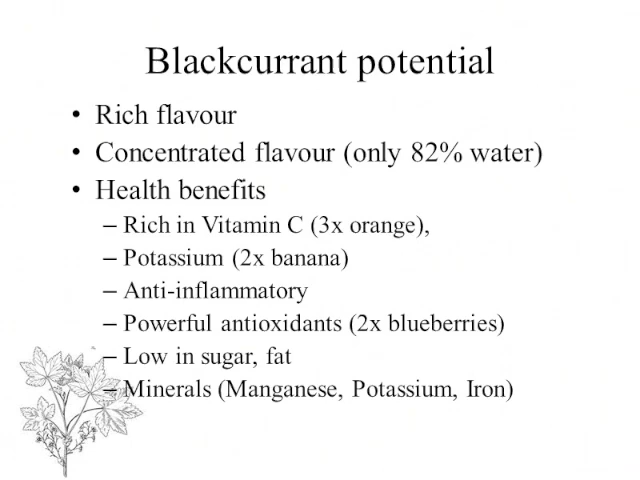 Blackcurrant potential
• Rich flavour
• Concentrated flavour (only 82% water)
• Health benefits
– Rich in Vitamin C (3x orange),
– Potassium (2x banana)
– Anti-inflammatory
– Powerful antioxidants (2x blueberries)
– Low in sugar, fat
– Minerals (Manganese, Potassium, Iron)